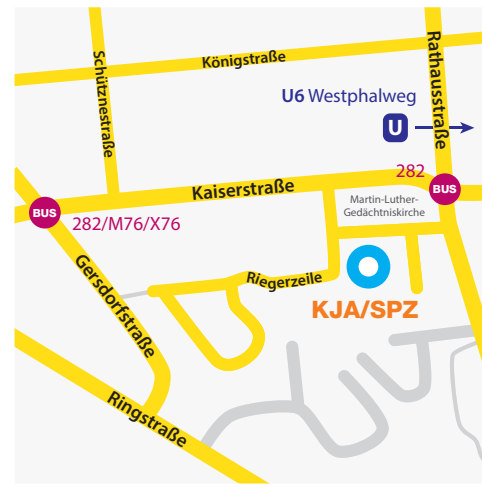 Königstraße
Schütznestraße
Rathausstraße
U6 Westphalweg
U
282
BUS
Kaiserstraße
Martin-Luther-
Gedächtniskirche
BUS
282/M76/X76
Gersdorfstraße
Riegerzeile
KJA/SPZ
Ringstraße